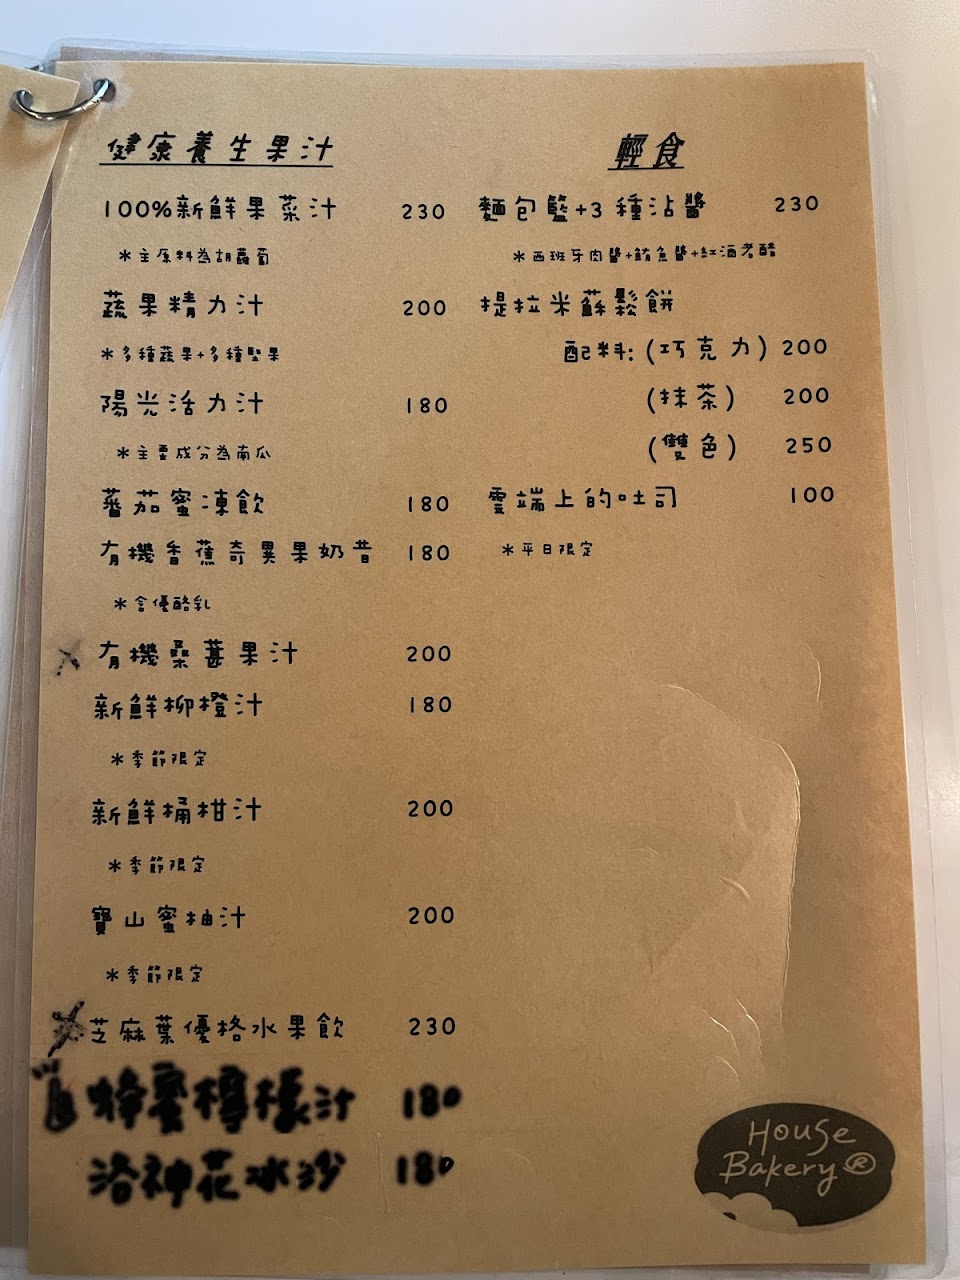 健康養生果汁
100%新鮮果菜汁 230
*主原料為胡蘿蔔
蔬果精力汁 200
*多種蔬果+多種堅果
陽光活力汁 180
*主要成分為南瓜
蕃茄蜜凍飲 180
有機香蕉奇異果奶昔 180
*含優酪乳
有機桑葚果汁 200
新鮮柳橙汁 180
*季節限定
新鮮桶柑汁 200
*季節限定
寶山蜜柚汁 200
*季節限定
芝麻葉優格水果飲 230
蜂蜜檸檬汁 180
洛神花冰沙 180
輕食
麵包籃+3種沾醬 230
*西班牙肉醬+鮪魚醬+紅酒老醋
提拉米蘇鬆餅
配料:(巧克力) 200
(抹茶) 200
(雙色) 250
雲端上的吐司 100
*平日限定
House
Bakery®